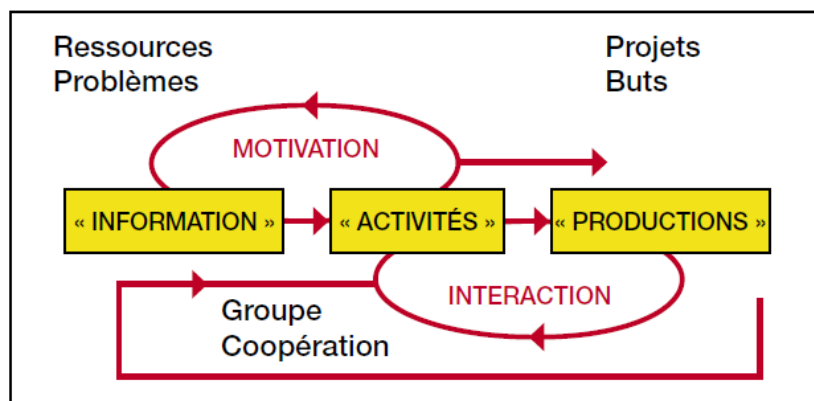 Ressources
Problèmes
Projets
Buts
MOTIVATION
« INFORMATION »
« ACTIVITÉS »
« PRODUCTIONS »
INTERACTION
Groupe
Coopération